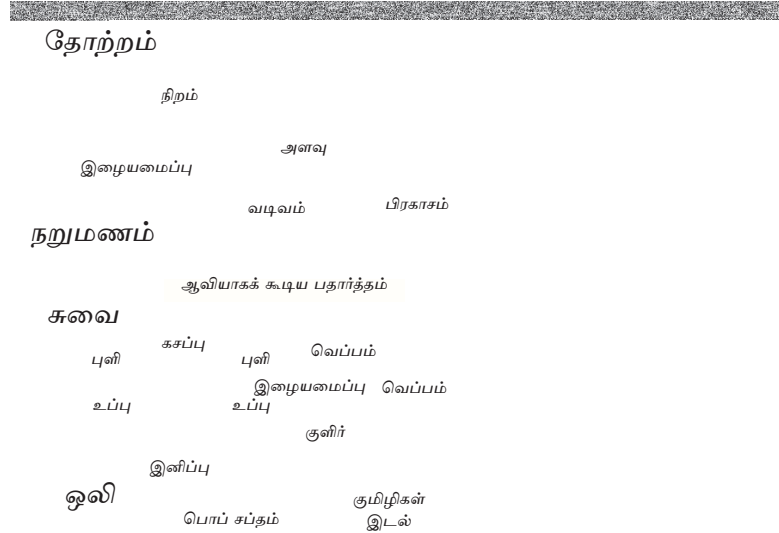 தோற்றம்
நிறம்
அளவு
இழையமைப்பு
வடிவம் பிரகாசம்
நறுமணம்
ஆவியாகக் கூடிய பதார்த்தம்
சுவை
கசப்பு
புளி புளி வெப்பம்
இழையமைப்பு வெப்பம்
உப்பு உப்பு
குளிர்
இனிப்பு
ஒலி குமிழிகள்
பொப் சப்தம் இடல்